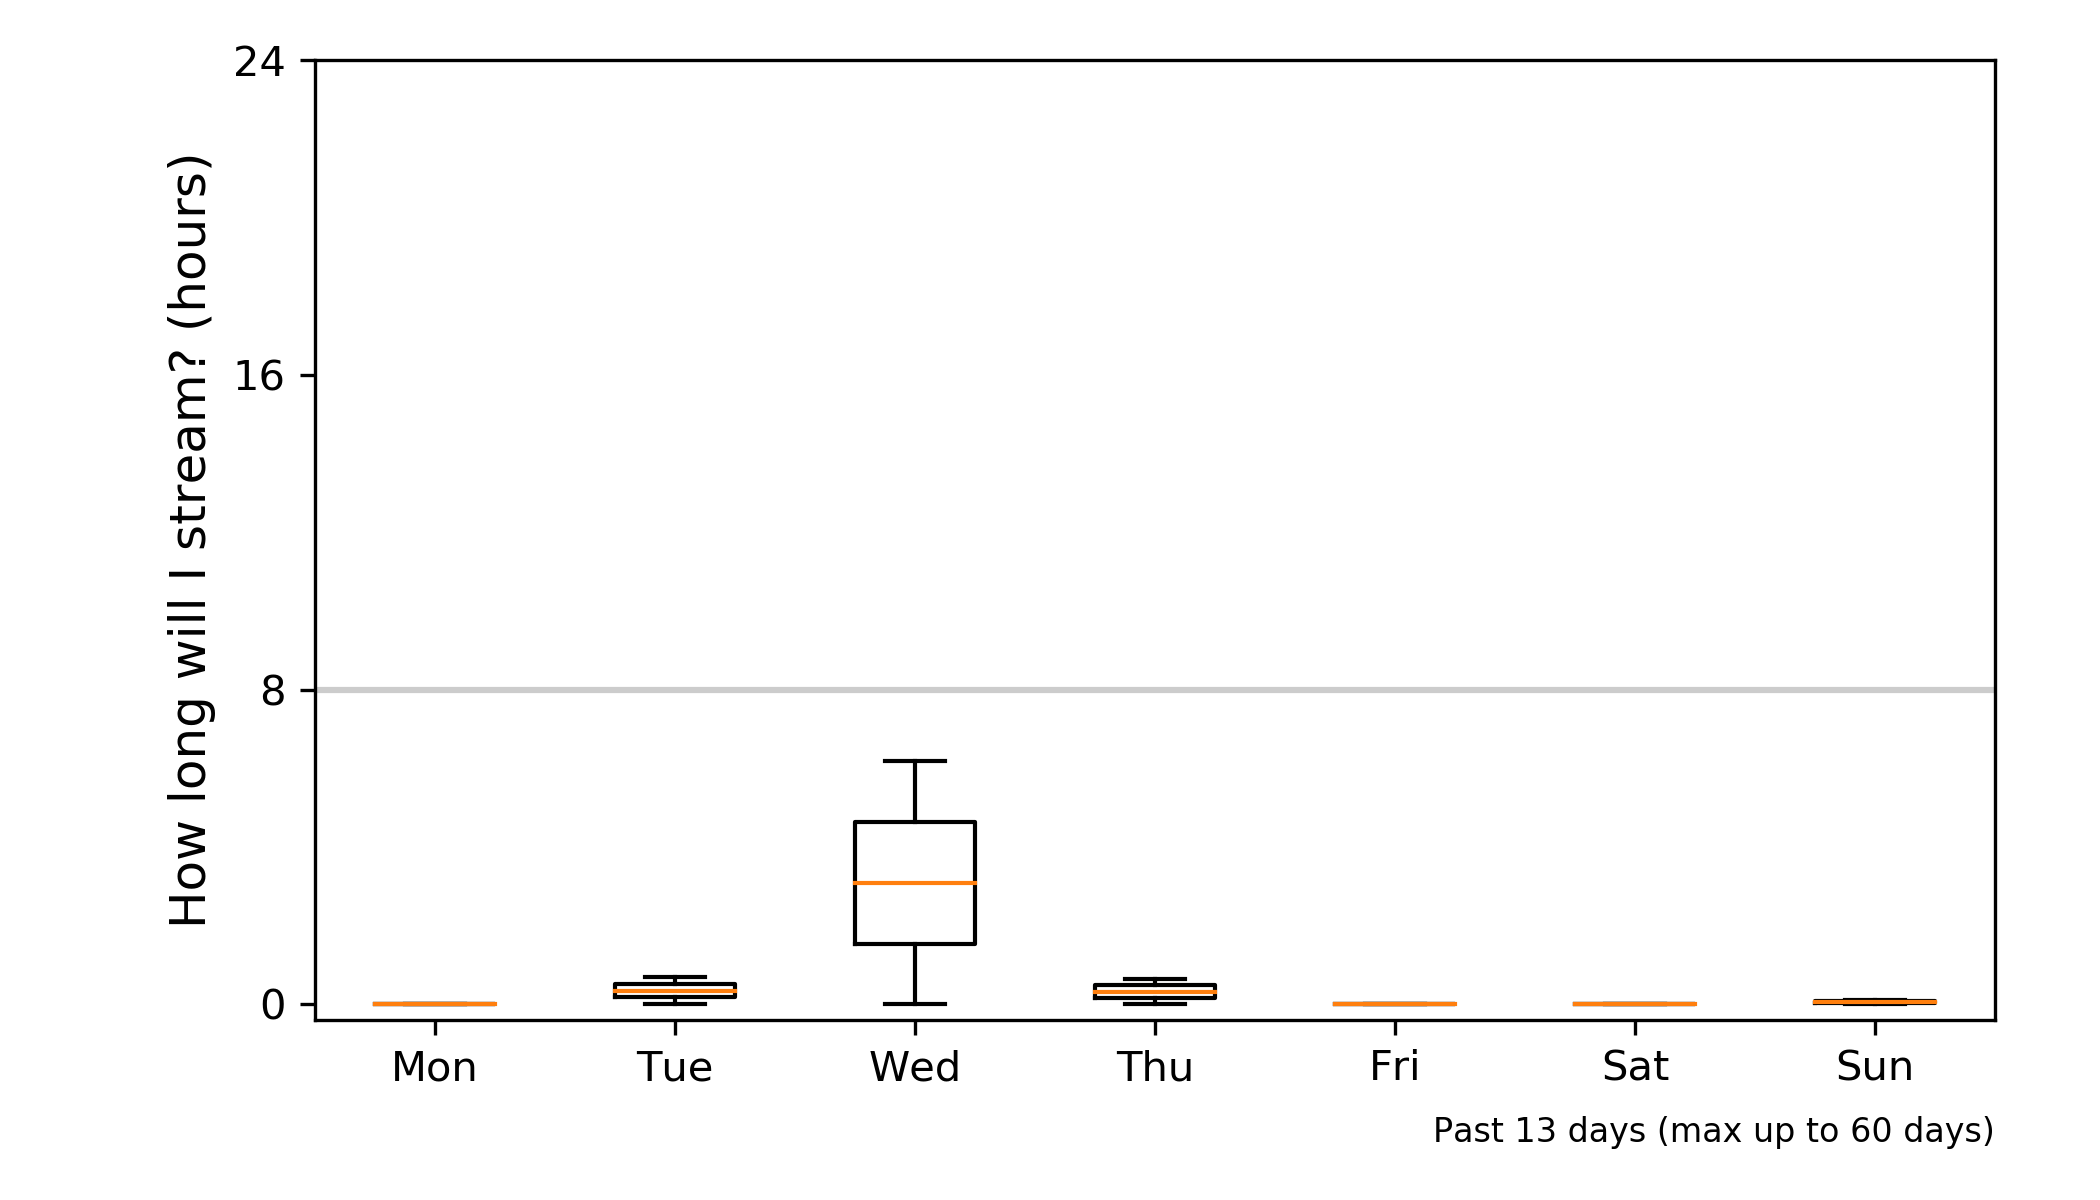 How long will I stream? (hours)
24
16
8
0
Mon Tue Wed Thu Fri Sat Sun
Past 13 days (max up to 60 days)